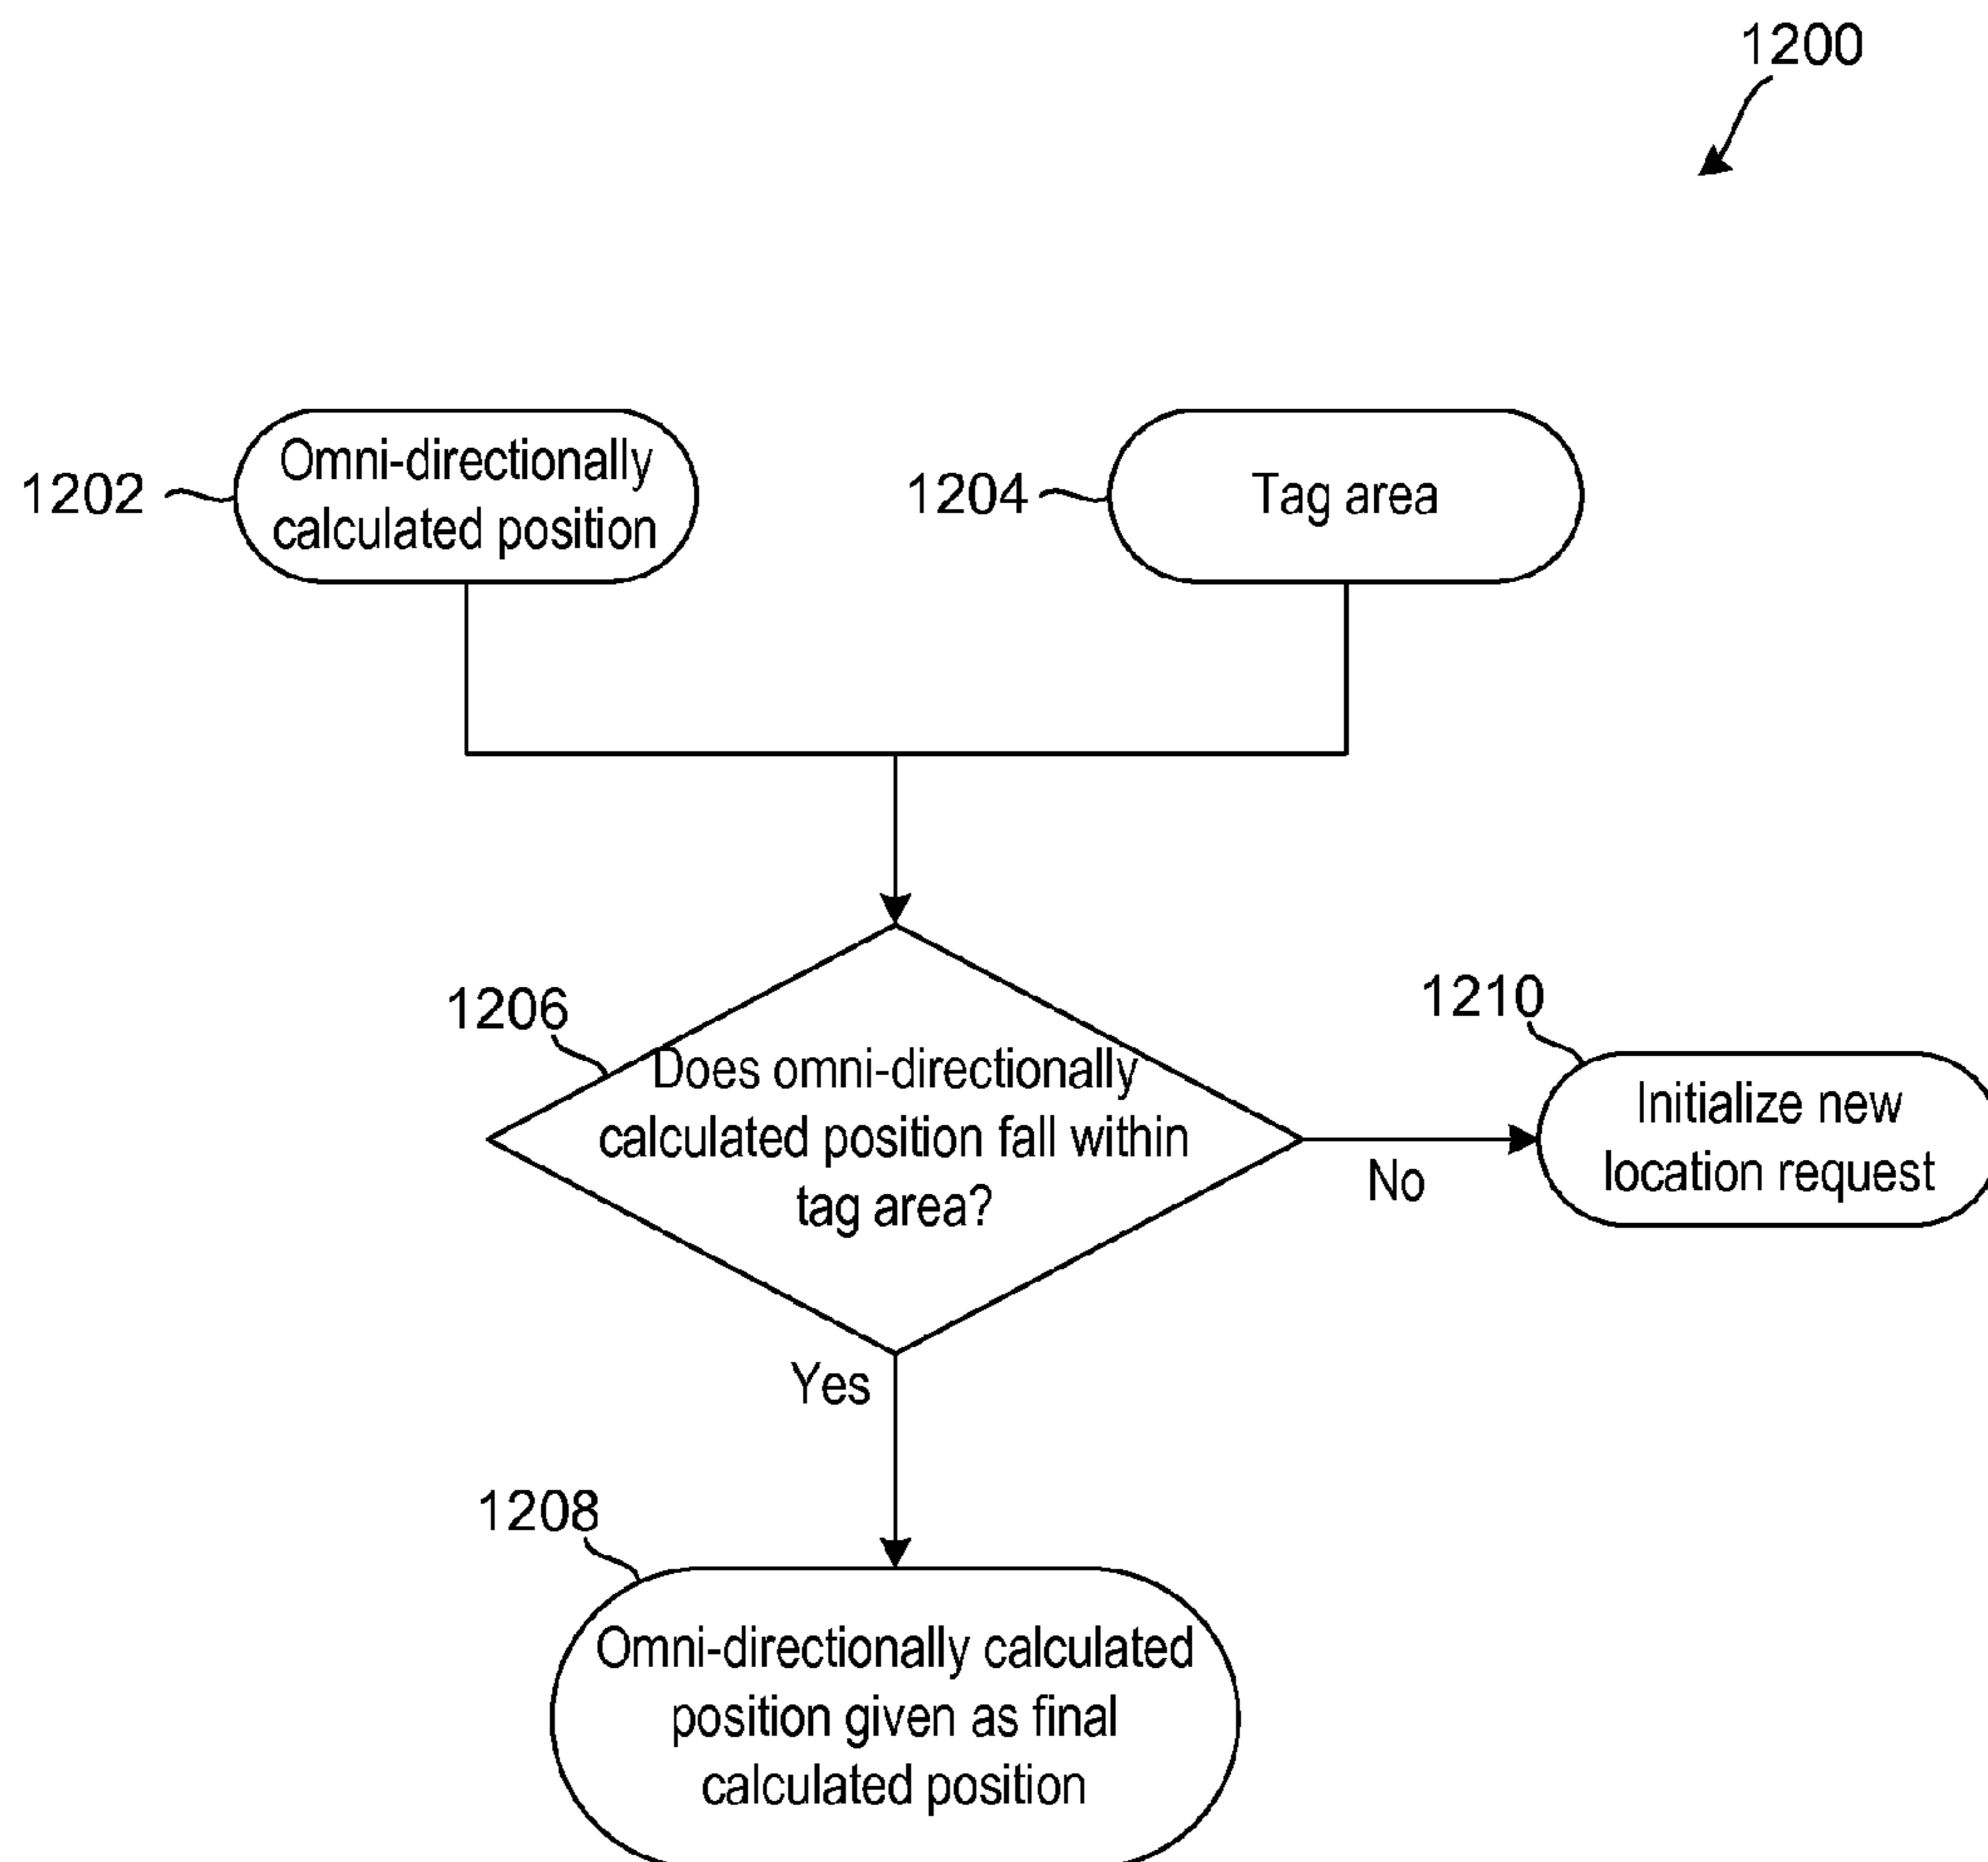 1200
1202
Omni-directionally
calculated position
1204
Tag area
1206
Does omni-directionally
calculated position fall within
tag area?
1210
Initialize new
location request
No
Yes
1208
Omni-directionally calculated
position given as final
calculated position